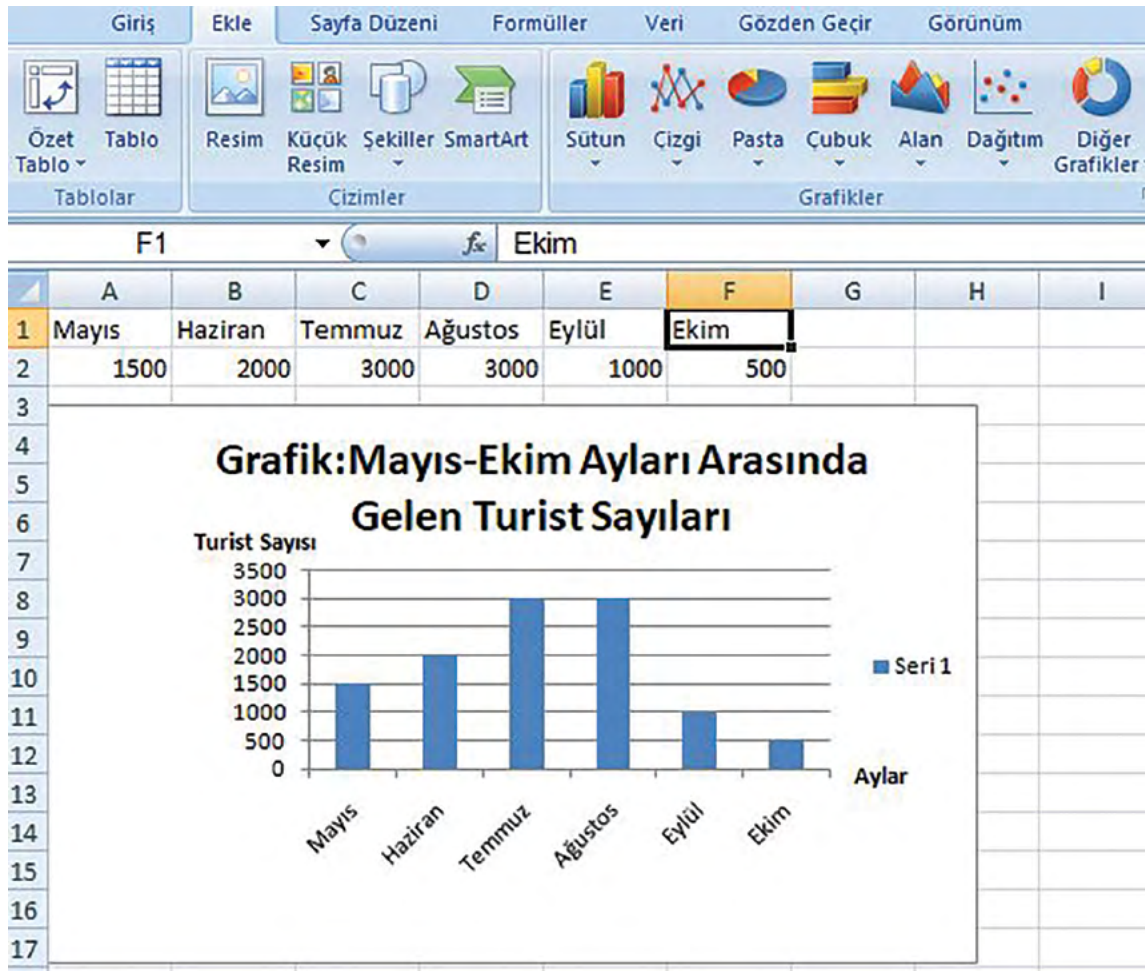 Giriş Ekle Sayfa Düzeni Formüller Veri Gözden Geçir Görünüm
Özet Tablo Resim Küçük Şekiller SmartArt Sütun Çizgi Pasta Çubuk Alan Dağıtım Diğer
Tablo Resim Grafikler
Tablolar Çizimler Grafikler
F1 fx Ekim
A B C D E F G H I
1 Mayıs Haziran Temmuz Ağustos Eylül Ekim
2 1500 2000 3000 3000 1000 500
3
4
5
6
7
8
9
10
11
12
13
14
15
16
17
Grafik:Mayıs-Ekim Ayları Arasında
Gelen Turist Sayıları
Turist Sayısı
3500
3000
2500
2000
1500
1000
500
0
Seri 1
Aylar
Mayıs Haziran Temmuz Ağustos Eylül Ekim